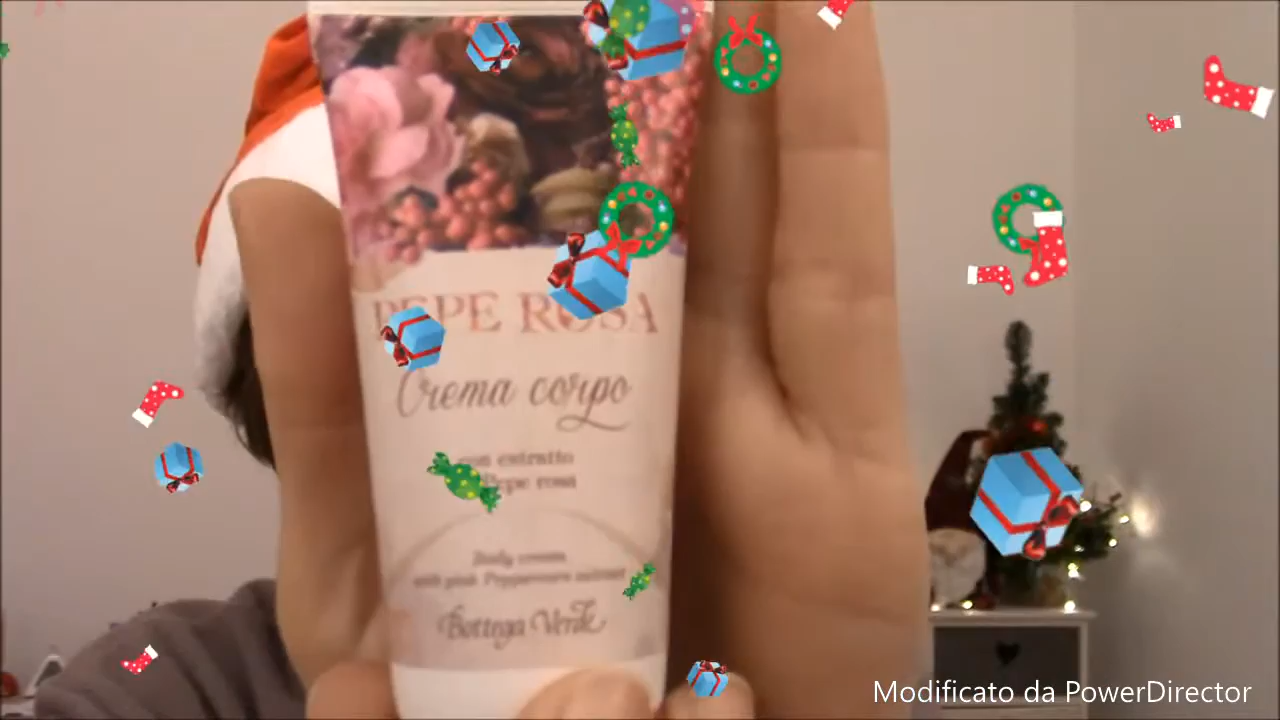 PEPE ROSA
Crema corpo
con estratto
Pepe rosa
Body cream
with pink Peppercorn extract
Bottega Verde
Modificato da PowerDirector